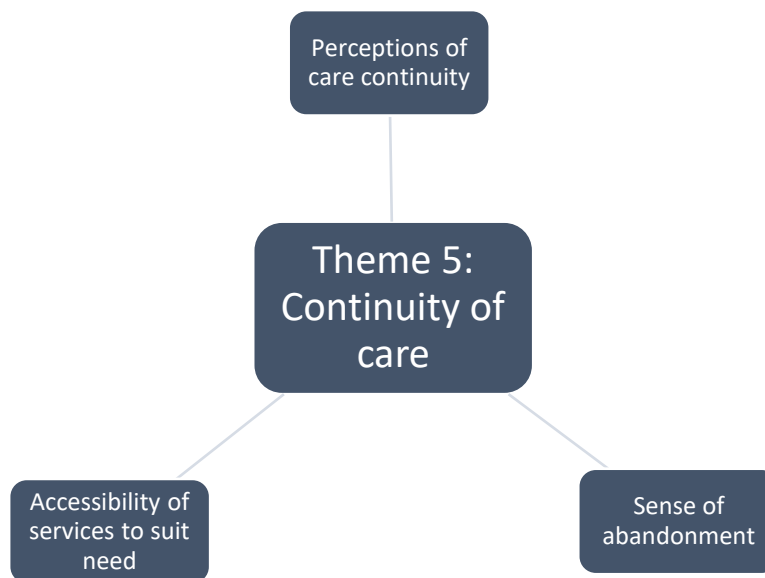 Perceptions of
care continuity
Theme 5:
Continuity of
care
Accessibility of
services to suit
need
Sense of
abandonment